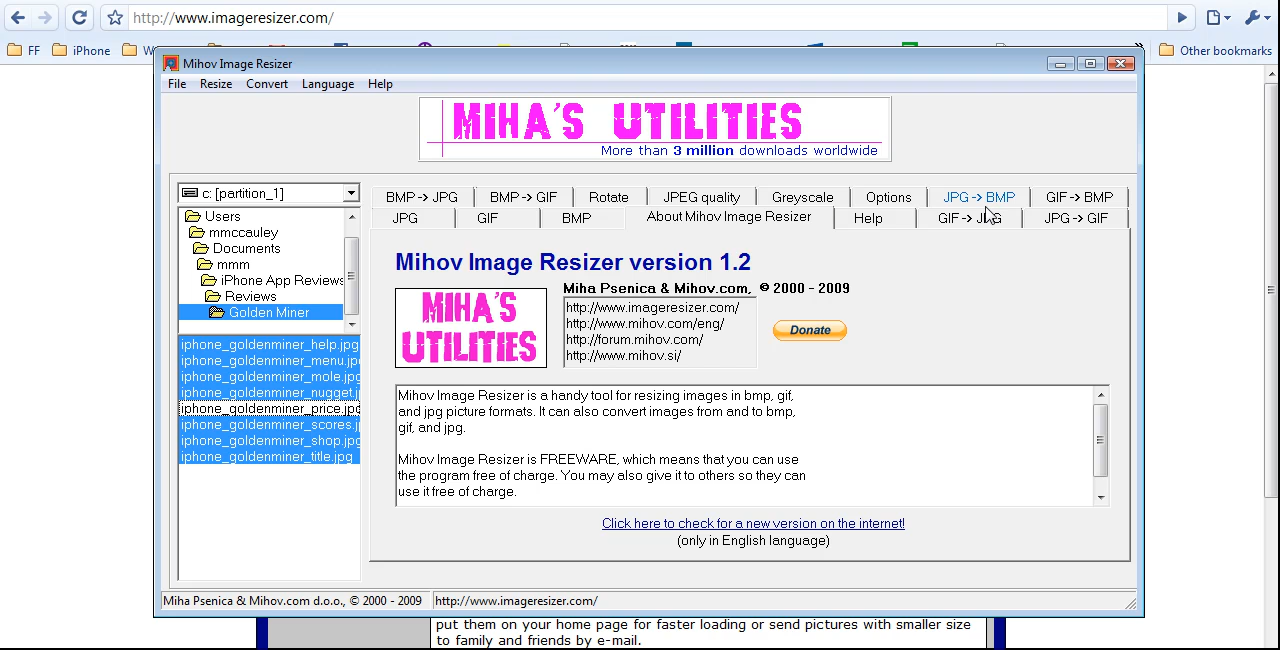 http://www.imageresizer.com/
FF iPhone W Other bookmarks
Mihov Image Resizer
File Resize Convert Language Help
MIHA'S UTILITIES
More than 3 million downloads worldwide
c: [partition_1]
BMP -> JPG BMP -> GIF Rotate JPEG quality Greyscale Options JPG -> BMP GIF -> BMP
JPG GIF BMP About Mihov Image Resizer Help GIF -> JPG JPG -> GIF
Users
mmccauley
Documents
mmm
iPhone App Reviews
Reviews
Golden Miner
iphone_goldenminer_help.jpg
iphone_goldenminer_menu.jpg
iphone_goldenminer_mole.jpg
iphone_goldenminer_nugget.j
iphone_goldenminer_price.jpg
iphone_goldenminer_scores.j
iphone_goldenminer_shop.jpg
iphone_goldenminer_title.jpg
Mihov Image Resizer version 1.2
MIHA'S
UTILITIES
Miha Psenica & Mihov.com, © 2000 - 2009
http://www.imageresizer.com/
http://www.mihov.com/eng/
http://forum.mihov.com/
http://www.mihov.si/
Donate
Mihov Image Resizer is a handy tool for resizing images in bmp, gif,
and jpg picture formats. It can also convert images from and to bmp,
gif, and jpg.
Mihov Image Resizer is FREEWARE, which means that you can use
the program free of charge. You may also give it to others so they can
use it free of charge.
Click here to check for a new version on the internet!
(only in English language)
Miha Psenica & Mihov.com d.o.o., © 2000 - 2009 http://www.imageresizer.com/
put them on your home page for faster loading or send pictures with smaller size
to family and friends by e-mail.